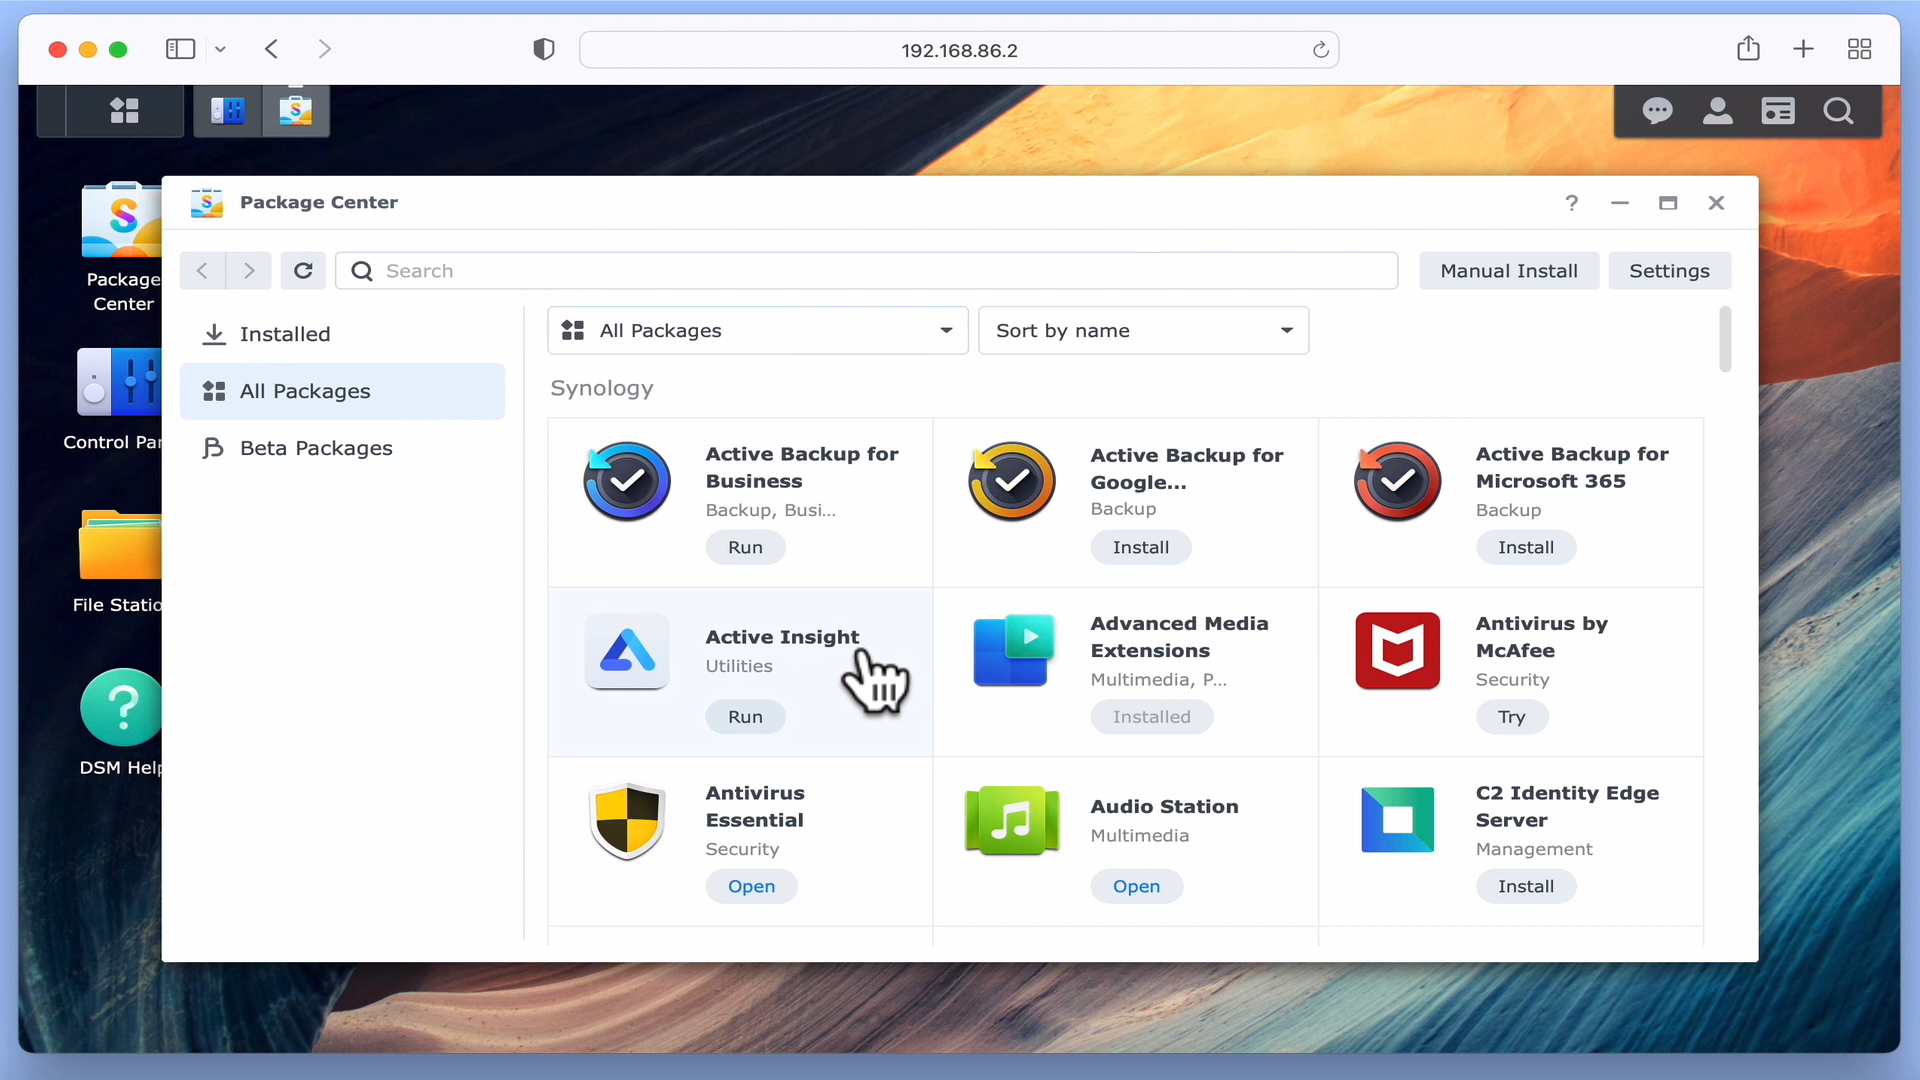 192.168.86.2
Package
Center
Control Pan
File Statio
DSM Help
Package Center
Search
Manual Install
Settings
Installed
All Packages
Beta Packages
All Packages
Sort by name
Synology
Active Backup for
Business
Backup, Busi...
Run
Active Backup for
Google...
Backup
Install
Active Backup for
Microsoft 365
Backup
Install
Active Insight
Utilities
Run
Advanced Media
Extensions
Multimedia, P...
Installed
Antivirus by
McAfee
Security
Try
Antivirus
Essential
Security
Open
Audio Station
Multimedia
Open
C2 Identity Edge
Server
Management
Install